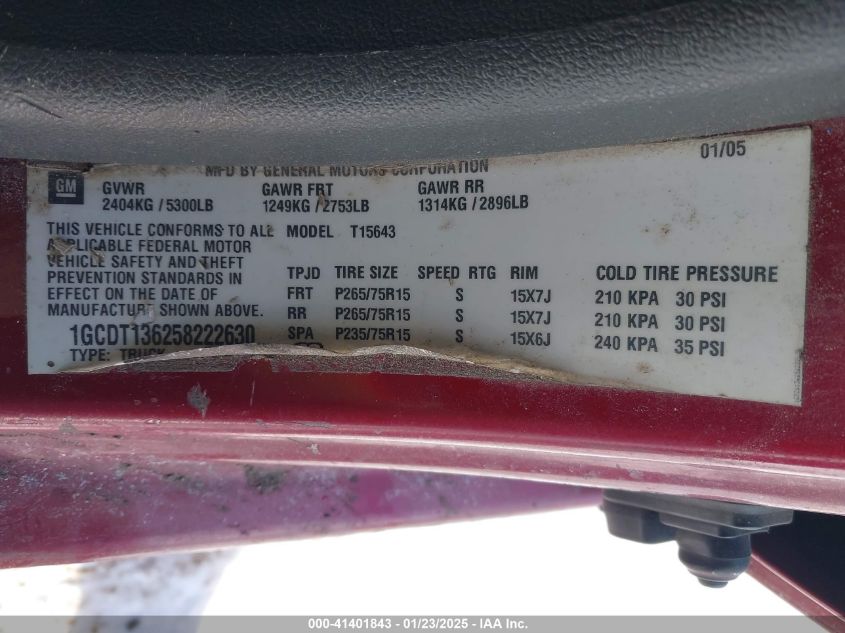 MFD BY GENERAL MOTORS CORPORATION
01/05
GM
GVWR GAWR FRT GAWR RR
2404KG / 5300LB 1249KG / 2753LB 1314KG / 2896LB
THIS VEHICLE CONFORMS TO ALL MODEL T15643
APPLICABLE FEDERAL MOTOR
VEHICLE SAFETY AND THEFT
PREVENTION STANDARDS IN
EFFECT ON THE DATE OF
MANUFACTURE SHOWN ABOVE.
1GCDT136258222630
TYPE: TRUCK
TPJD TIRE SIZE SPEED RTG RIM COLD TIRE PRESSURE
FRT P265/75R15 S 15X7J 210 KPA 30 PSI
RR P265/75R15 S 15X7J 210 KPA 30 PSI
SPA P235/75R15 S 15X6J 240 KPA 35 PSI
000-41401843 - 01/23/2025 - IAA Inc.